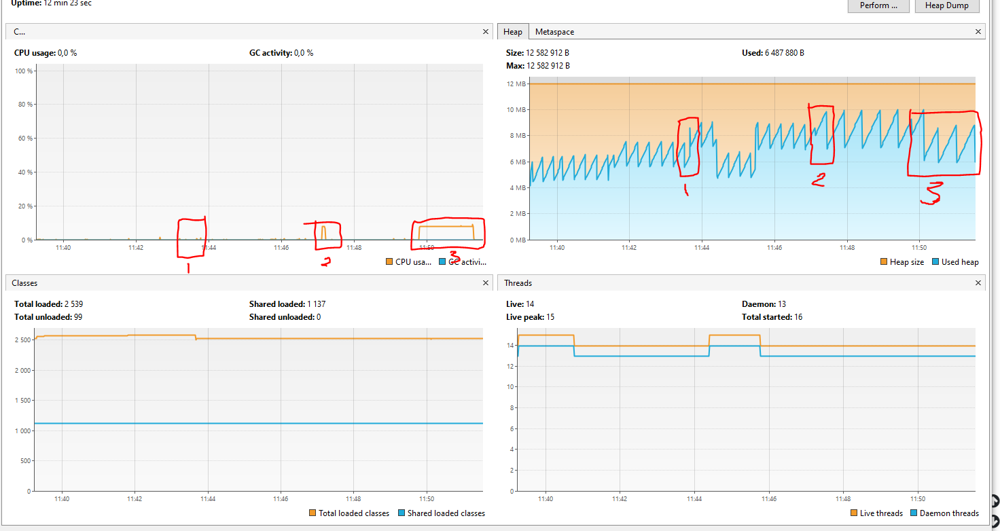 Uptime: 12 min 23 sec
Perform ...
Heap Dump
C...
CPU usage: 0,0 %
GC activity: 0,0 %
100 %
80 %
60 %
40 %
20 %
0 %
11:40
11:42
11:44
11:46
11:48
11:50
1
2
3
CPU usa...
GC activi...
Heap
Metaspace
Size: 12 582 912 B
Used: 6 487 880 B
Max: 12 582 912 B
12 MB
10 MB
8 MB
6 MB
4 MB
2 MB
0 MB
1
2
3
11:40
11:42
11:44
11:46
11:48
11:50
Heap size
Used heap
Classes
Total loaded: 2 539
Shared loaded: 1 137
Total unloaded: 99
Shared unloaded: 0
2 500
2 000
1 500
1 000
500
0
11:40
11:42
11:44
11:46
11:48
11:50
Total loaded classes
Shared loaded classes
Threads
Live: 14
Daemon: 13
Live peak: 15
Total started: 16
14
12
10
8
6
4
2
0
11:40
11:42
11:44
11:46
11:48
11:50
Live threads
Daemon threads